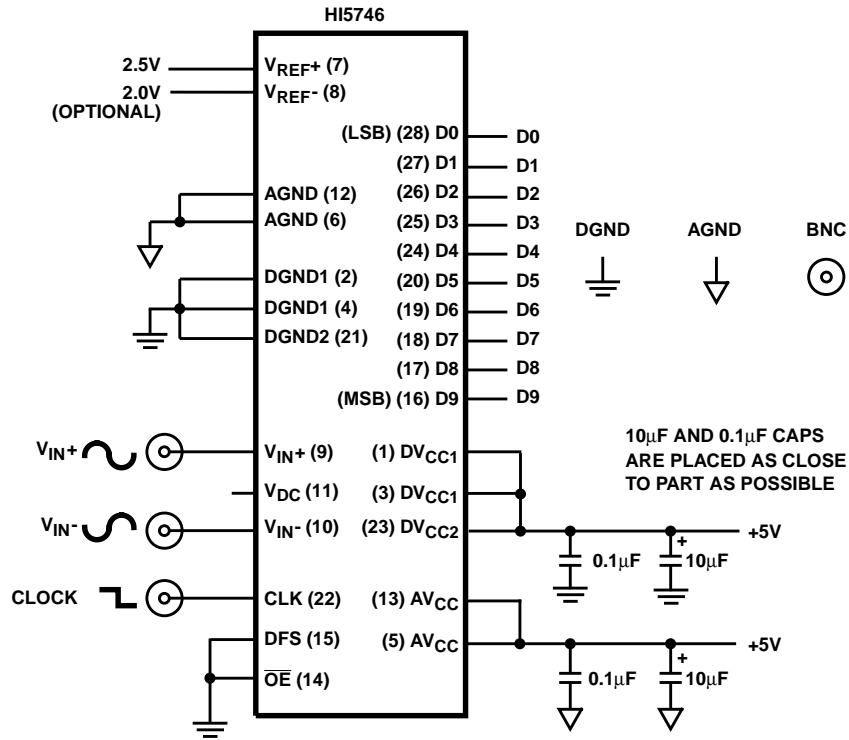 HI5746
2.5V
2.0V
(OPTIONAL)
VREF+ (7)
VREF- (8)
AGND (12)
AGND (6)
DGND1 (2)
DGND1 (4)
DGND2 (21)
VIN+
VIN+ (9)
VDC (11)
VIN-
VIN- (10)
CLOCK
CLK (22)
DFS (15)
OE (14)
(LSB) (28) D0
D0
(27) D1
D1
(26) D2
D2
(25) D3
D3
(24) D4
D4
(20) D5
D5
(19) D6
D6
(18) D7
D7
(17) D8
D8
(MSB) (16) D9
D9
(1) DVCC1
(3) DVCC1
(23) DVCC2
(13) AVCC
(5) AVCC
DGND
AGND
BNC
10µF AND 0.1µF CAPS
ARE PLACED AS CLOSE
TO PART AS POSSIBLE
+5V
0.1µF
+
10µF
+5V
0.1µF
+
10µF